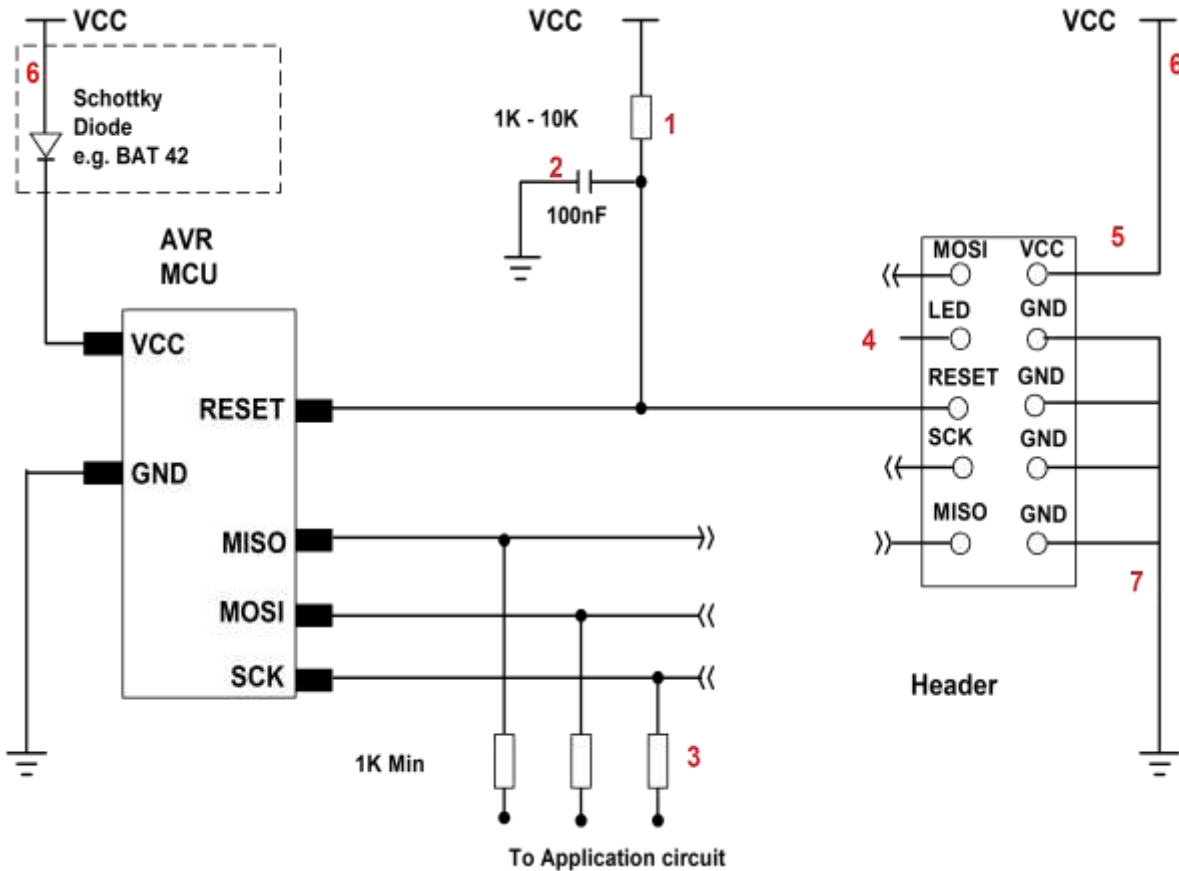 VCC
VCC
VCC
6
6
Schottky
Diode
e.g. BAT 42
1K - 10K
1
2
100nF
AVR
MCU
5
MOSI
VCC
LED
GND
4
VCC
RESET
GND
RESET
SCK
GND
GND
MISO
GND
MISO
7
MOSI
SCK
Header
3
1K Min
To Application circuit